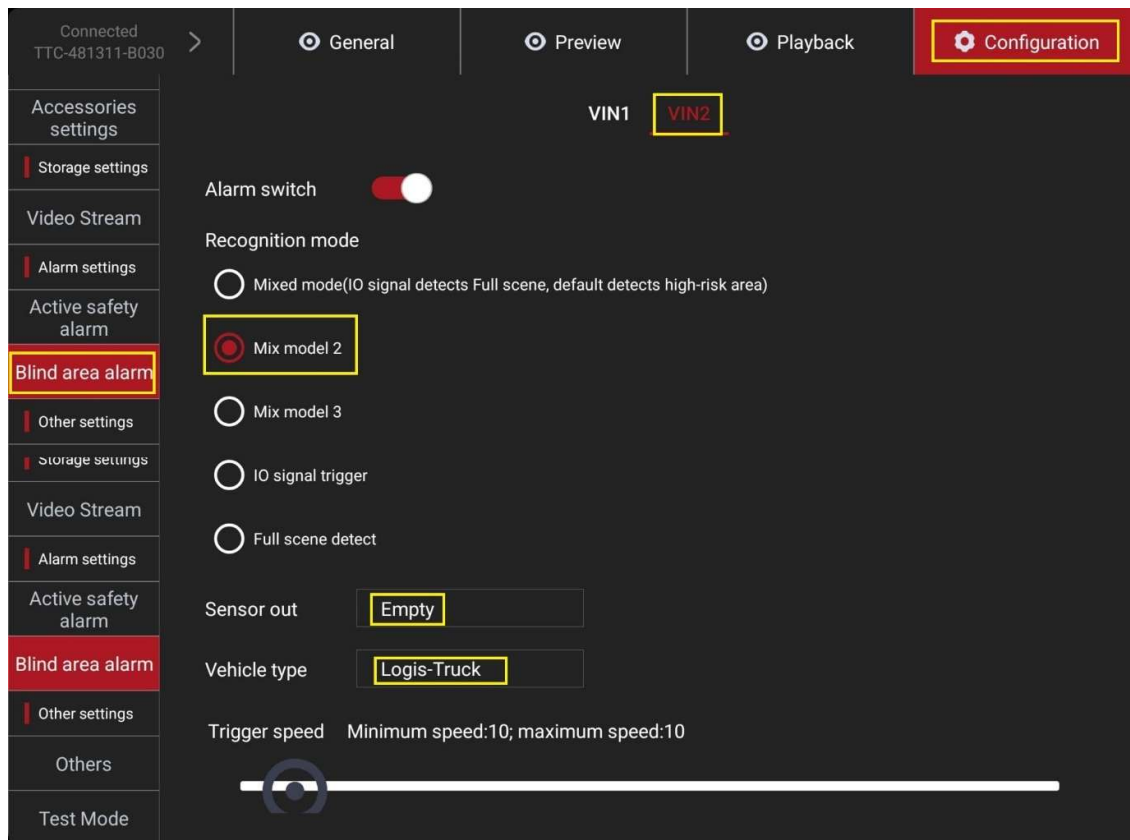 Connected
TTC-481311-B030
General
Preview
Playback
Configuration
Accessories
settings
Storage settings
Video Stream
Alarm settings
Active safety
alarm
Blind area alarm
Other settings
Storage settings
Video Stream
Alarm settings
Active safety
alarm
Blind area alarm
Other settings
Others
Test Mode
VIN1 VIN2
Alarm switch
Recognition mode
Mixed mode(IO signal detects Full scene, default detects high-risk area)
Mix model 2
Mix model 3
IO signal trigger
Full scene detect
Sensor out Empty
Vehicle type Logis-Truck
Trigger speed Minimum speed:10; maximum speed:10